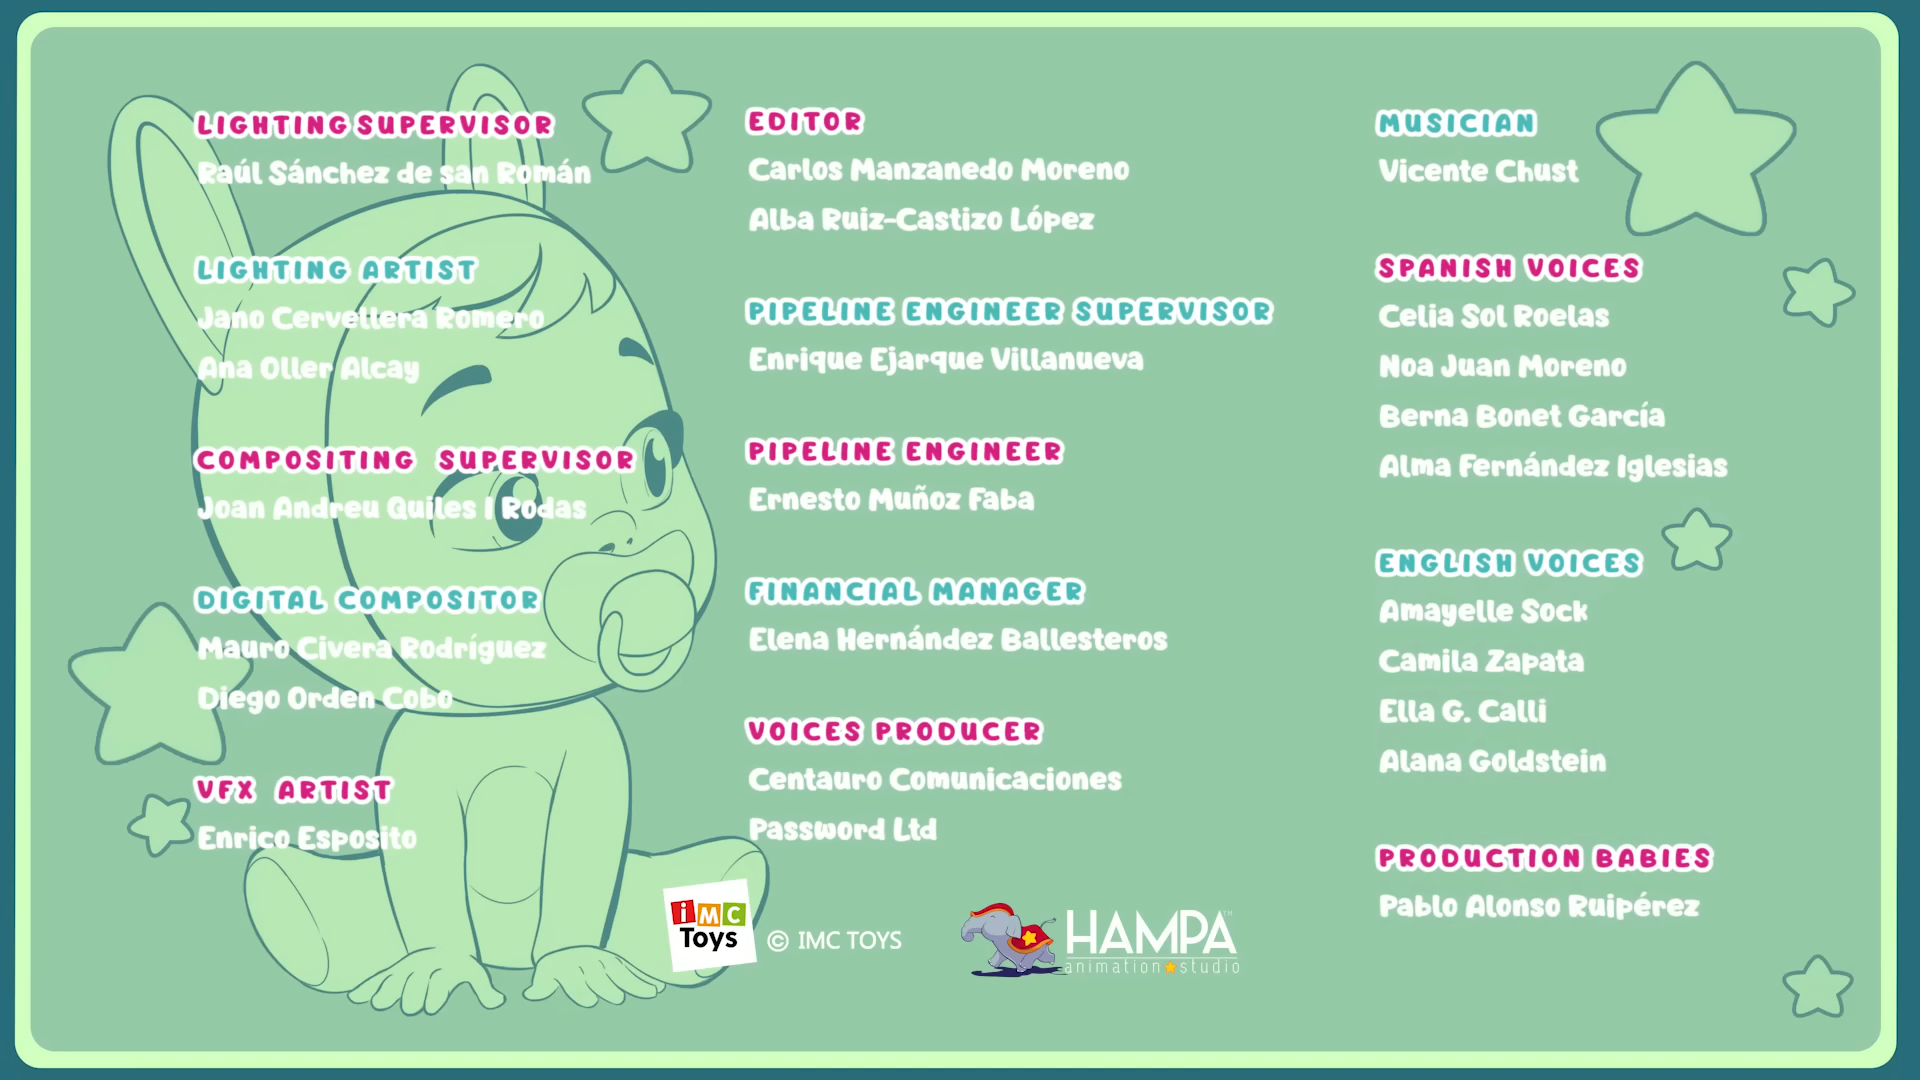 LIGHTING SUPERVISOR
Raúl Sánchez de san Román
LIGHTING ARTIST
Jano Cervellera Romero
Ana Oller Alcay
COMPOSITING SUPERVISOR
Joan Andreu Quiles I Rodas
DIGITAL COMPOSITOR
Mauro Civera Rodríguez
Diego Orden Cobo
VFX ARTIST
Enrico Esposito
EDITOR
Carlos Manzanedo Moreno
Alba Ruiz-Castizo López
PIPELINE ENGINEER SUPERVISOR
Enrique Ejarque Villanueva
PIPELINE ENGINEER
Ernesto Muñoz Faba
FINANCIAL MANAGER
Elena Hernández Ballesteros
VOICES PRODUCER
Centauro Comunicaciones
Password Ltd
MUSICIAN
Vicente Chust
SPANISH VOICES
Celia Sol Roelas
Noa Juan Moreno
Berna Bonet García
Alma Fernández Iglesias
ENGLISH VOICES
Amayelle Sock
Camila Zapata
Ella G. Calli
Alana Goldstein
PRODUCTION BABIES
Pablo Alonso Ruipérez
iMC
Toys
© IMC TOYS
HAMPA™
animation studio